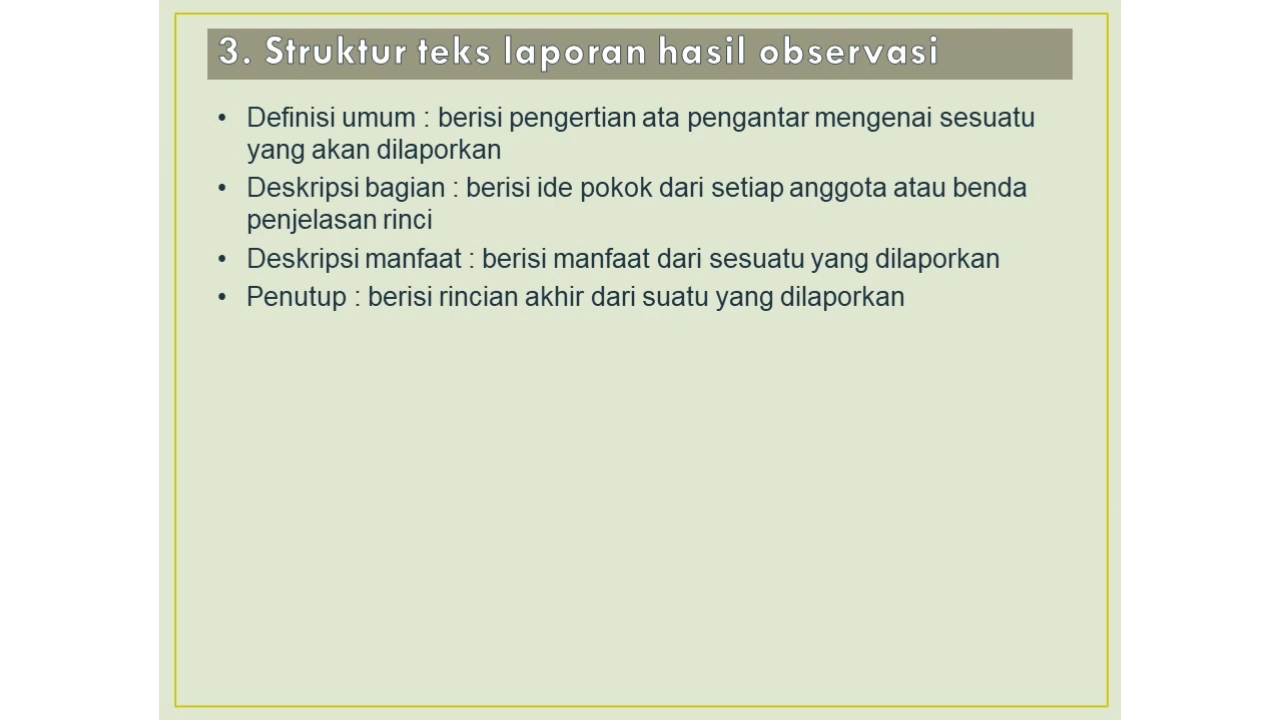 3. Struktur teks laporan hasil observasi
• Definisi umum : berisi pengertian ata pengantar mengenai sesuatu
yang akan dilaporkan
• Deskripsi bagian : berisi ide pokok dari setiap anggota atau benda
penjelasan rinci
• Deskripsi manfaat : berisi manfaat dari sesuatu yang dilaporkan
• Penutup : berisi rincian akhir dari suatu yang dilaporkan